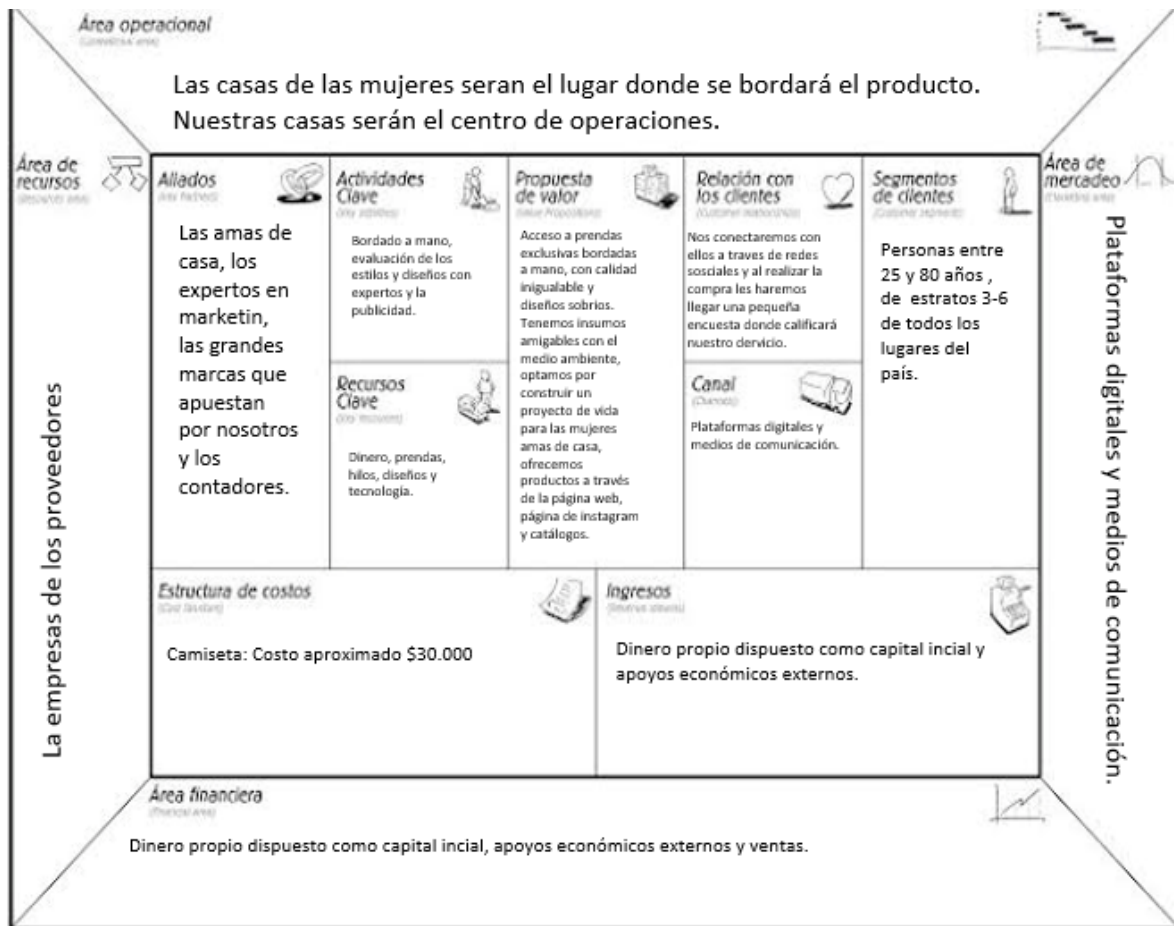 Área operacional
Las casas de las mujeres seran el lugar donde se bordará el producto.
Nuestras casas serán el centro de operaciones.
Área de
recursos
La empresas de los proveedores
Aliados
Las amas de
casa, los
expertos en
marketin,
las grandes
marcas que
apuestan
por nosotros
y los
contadores.
Actividades
Clave
Bordado a mano,
evaluación de los
estilos y diseños con
expertos y la
publicidad.
Recursos
Clave
Dinero, prendas,
hilos, diseños y
tecnología.
Propuesta
de valor
Acceso a prendas
exclusivas bordadas
a mano, con calidad
inigualable y
diseños sobrios.
Tenemos insumos
amigables con el
medio ambiente,
optamos por
construir un
proyecto de vida
para las mujeres
amas de casa,
ofrecemos
productos a través
de la página web,
página de instagram
y catálogos.
Relación con
los clientes
(Customer relationships)
Nos conectaremos con
ellos a traves de redes
sosciales y al realizar la
compra les haremos
llegar una pequeña
encuesta donde calificará
nuestro dervicio.
Canal
(Channels)
Plataformas digitales y
medios de comunicación.
Segmentos
de clientes
(Customer segments)
Personas entre
25 y 80 años ,
de estratos 3-6
de todos los
lugares del
país.
Área de
mercadeo
Plataformas digitales y medios de comunicación.
Estructura de costos
Camiseta: Costo aproximado $30.000
Ingresos
Dinero propio dispuesto como capital incial y
apoyos económicos externos.
Área financiera
(Financial area)
Dinero propio dispuesto como capital incial, apoyos económicos externos y ventas.